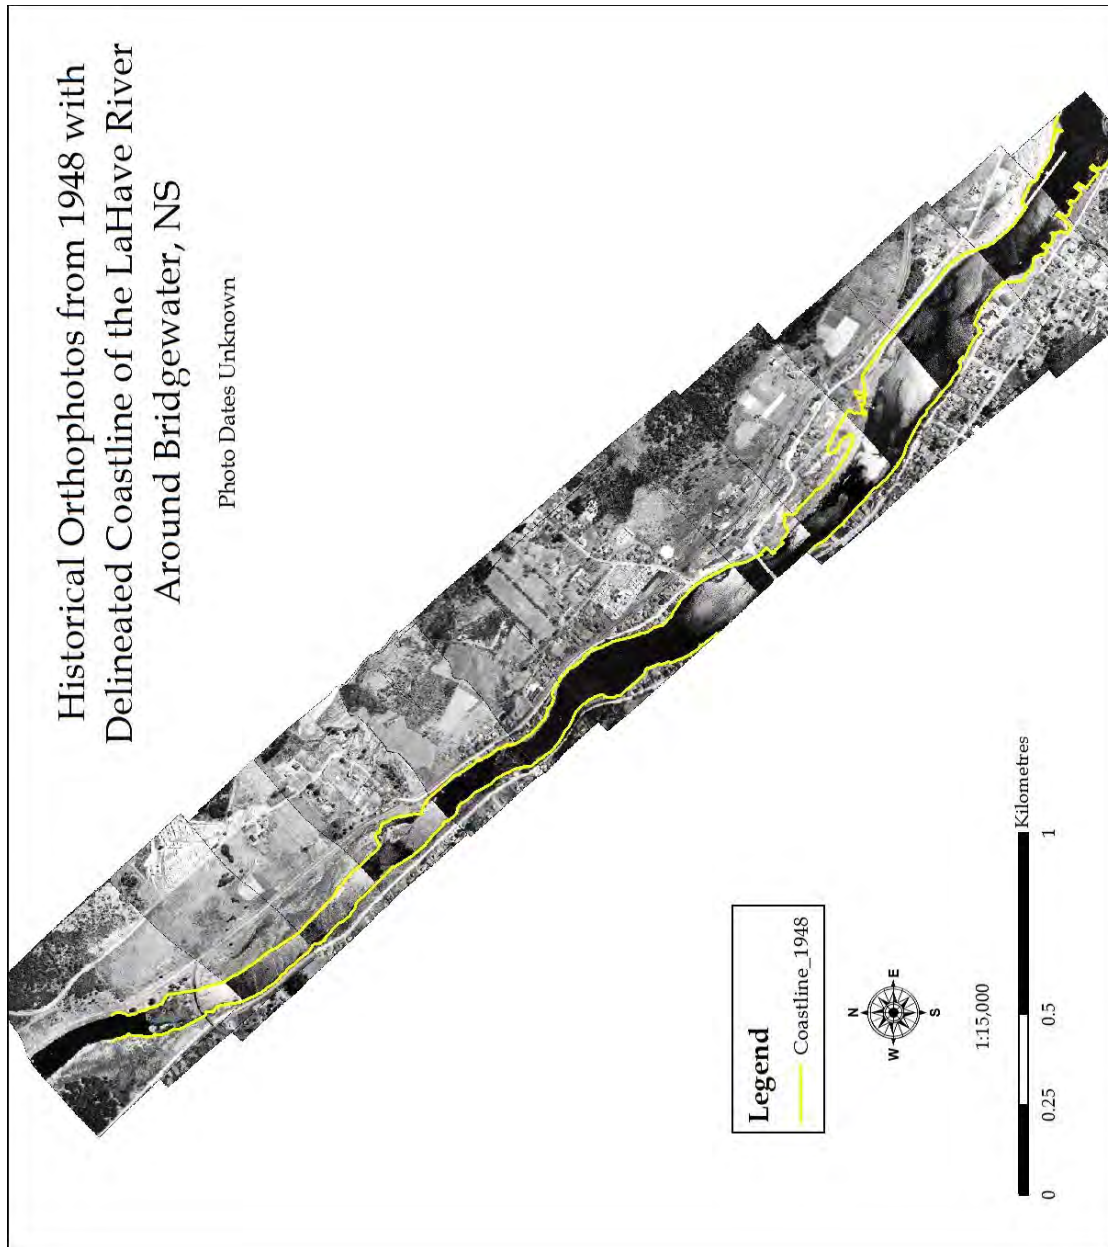 Historical Orthophotos from 1948 with
Delineated Coastline of the LaHave River
Around Bridgewater, NS
Photo Dates Unknown
Legend
Coastline_1948
N
W
E
S
1:15,000
0 0.25 0.5 1
Kilometres